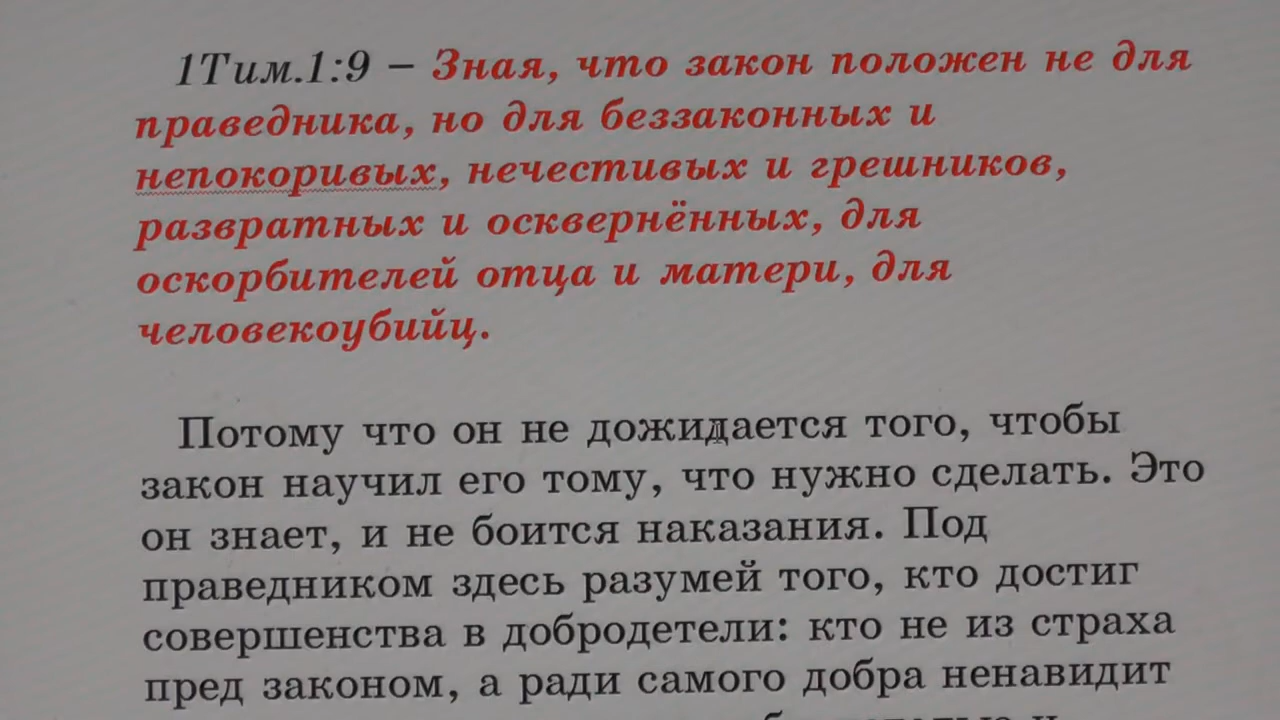 1Тим.1:9 – Зная, что закон положен не для
праведника, но для беззаконных и
непокоривых, нечестивых и грешников,
развратных и осквернённых, для
оскорбителей отца и матери, для
человекоубийц.
Потому что он не дожидается того, чтобы
закон научил его тому, что нужно сделать. Это
он знает, и не боится наказания. Под
праведником здесь разумей того, кто достиг
совершенства в добродетели: кто не из страха
пред законом, а ради самого добра ненавидит